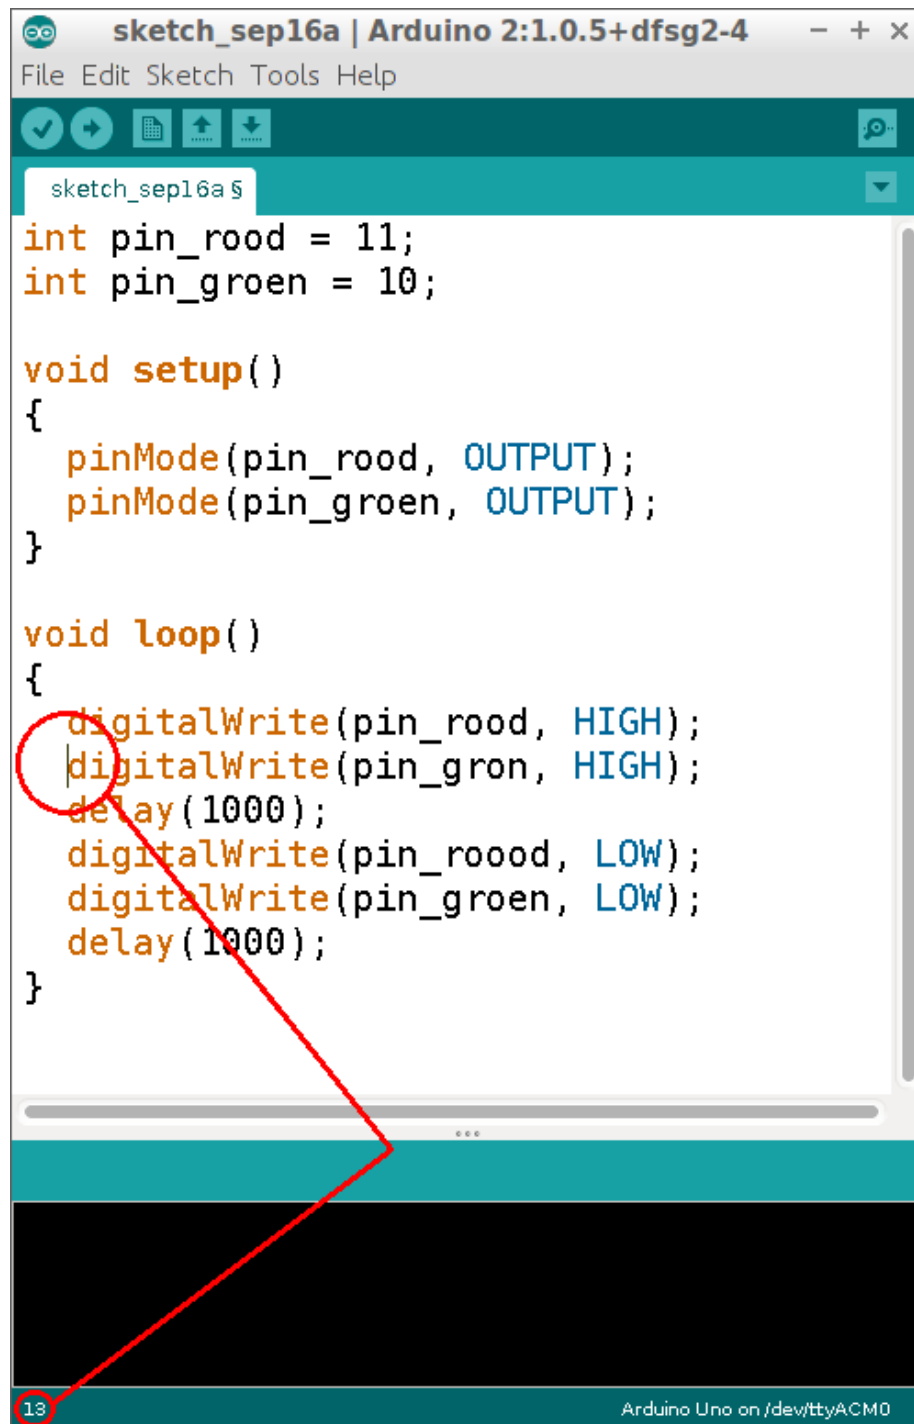 sketch_sep16a | Arduino 2:1.0.5+dfsg2-4
File Edit Sketch Tools Help
sketch_sep16a §
int pin_rood = 11;
int pin_groen = 10;
void setup()
{
  pinMode(pin_rood, OUTPUT);
  pinMode(pin_groen, OUTPUT);
}
void loop()
{
  digitalWrite(pin_rood, HIGH);
  digitalWrite(pin_gron, HIGH);
  delay(1000);
  digitalWrite(pin_roood, LOW);
  digitalWrite(pin_groen, LOW);
  delay(1000);
}
13 Arduino Uno on /dev/ttyACM0